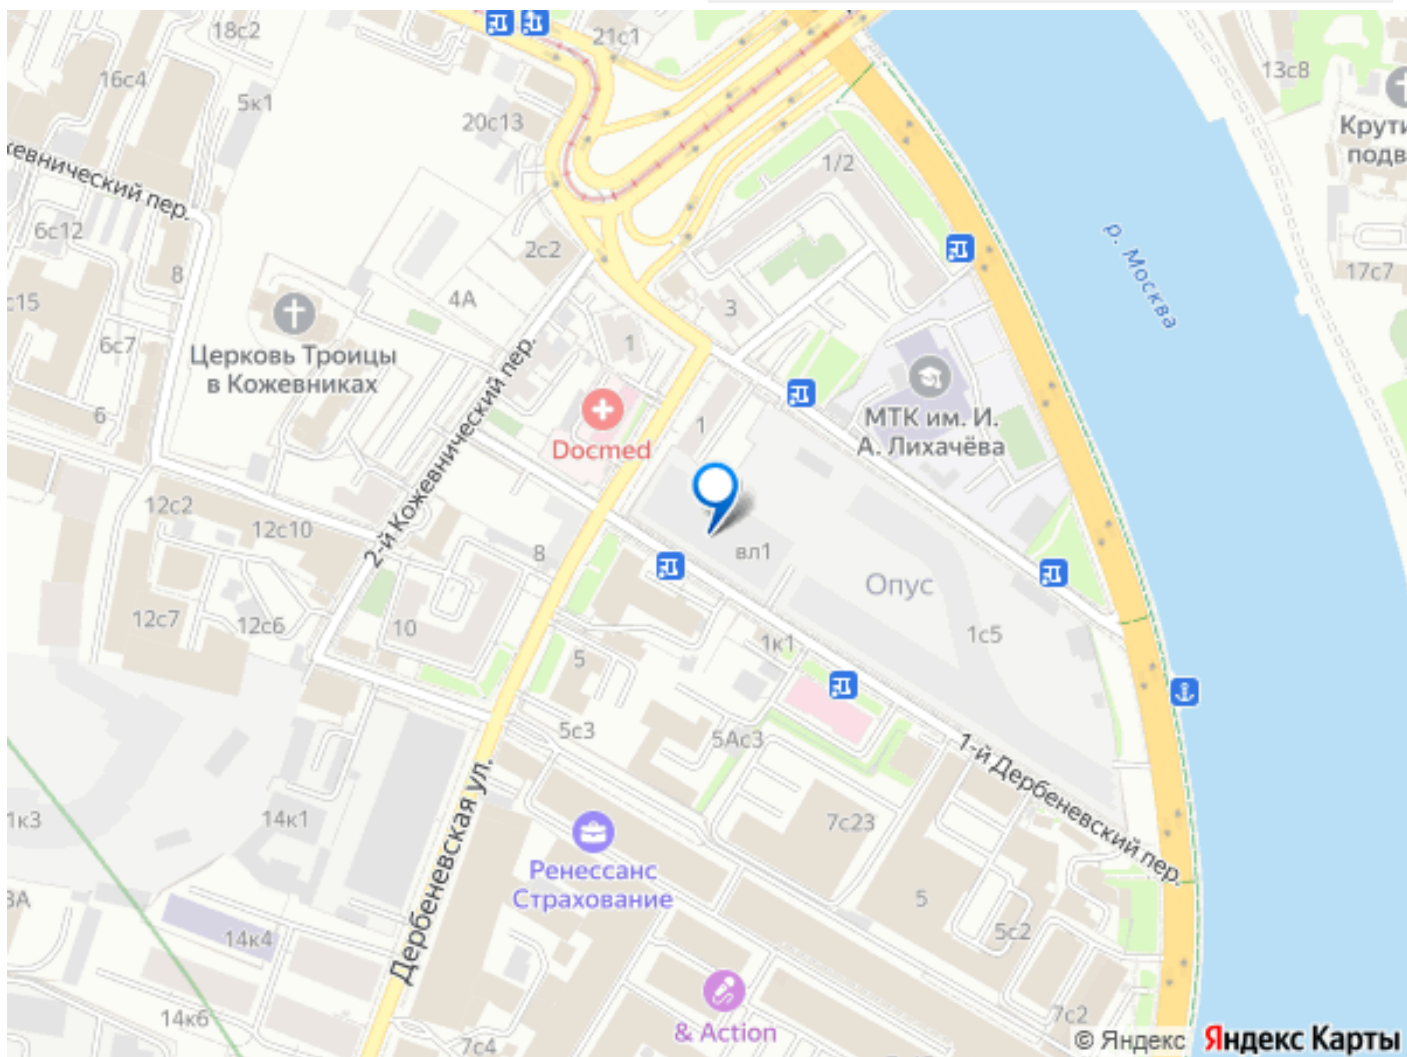 18с2
21с1
13с8
16с4
5к1
20с13
Крути
подв
1/2
кевнический пер.
6с12
2с2
р. Москва
17с7
8
4А
с15
3
6с7
Церковь Троицы
в Кожевниках
1
2-й Кожевнический пер.
6
Docmed
1
МТК им. И.
А. Лихачёва
12с2
12с10
8
вл1
Опус
12с7
12с6
10
1к1
1с5
5
5с3
5Ас3
1-й Дербеневский пер.
Дербеневская ул.
1к3
14к1
7с23
Ренессанс
Страхование
3А
5
14к4
5с2
14к6
& Action
7с4
7с2
© Яндекс Яндекс Карты